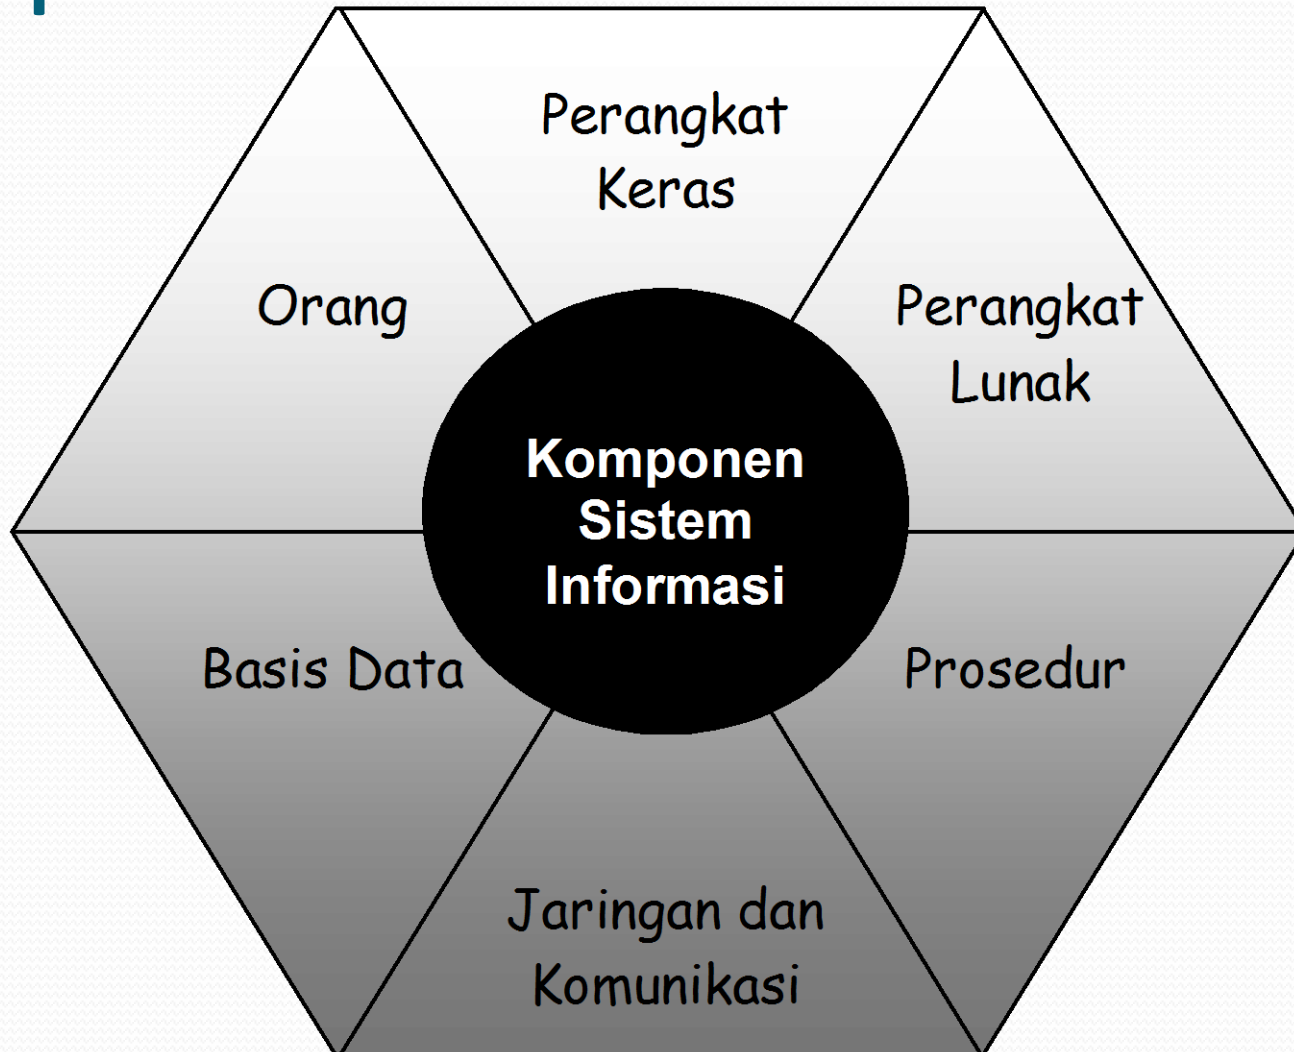 Perangkat
Keras
Orang
Perangkat
Lunak
Komponen
Sistem
Informasi
Basis Data
Prosedur
Jaringan dan
Komunikasi